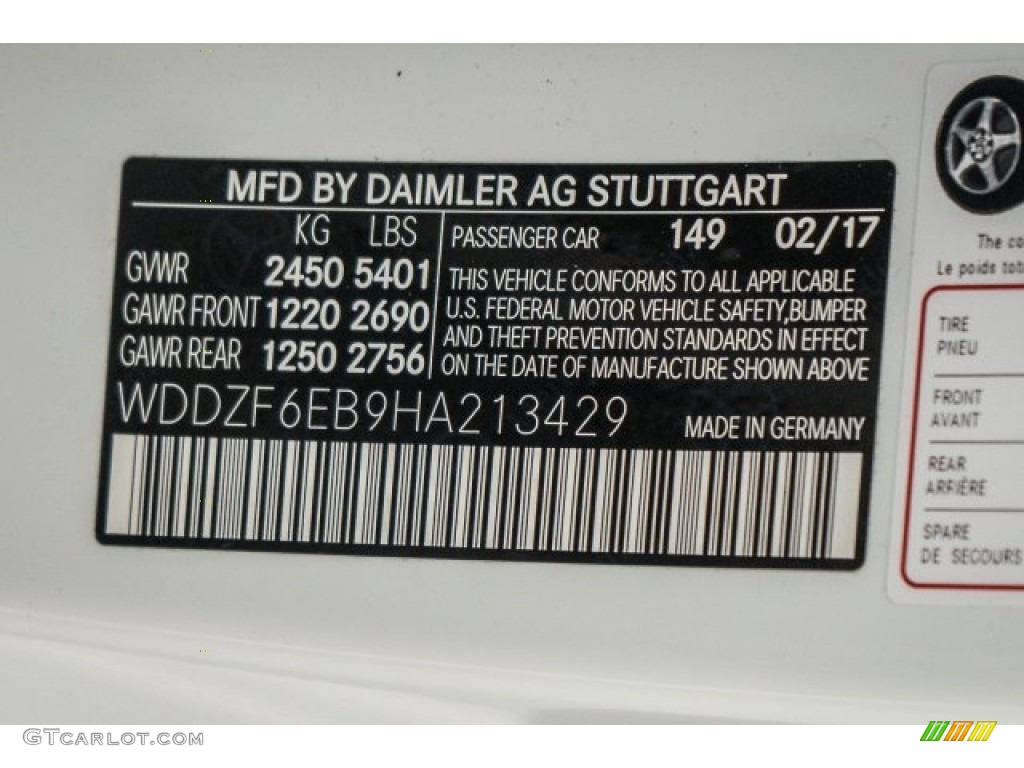 MFD BY DAIMLER AG STUTTGART
KG LBS
GVWR 2450 5401
GAWR FRONT 1220 2690
GAWR REAR 1250 2756
PASSENGER CAR 149 02/17
THIS VEHICLE CONFORMS TO ALL APPLICABLE
U.S. FEDERAL MOTOR VEHICLE SAFETY,BUMPER
AND THEFT PREVENTION STANDARDS IN EFFECT
ON THE DATE OF MANUFACTURE SHOWN ABOVE
WDDZF6EB9HA213429
MADE IN GERMANY
The
Le poids
TIRE
PNEU
FRONT
AVANT
REAR
ARRIÈRE
SPARE
DE SECOURS
GTCARLOT.COM